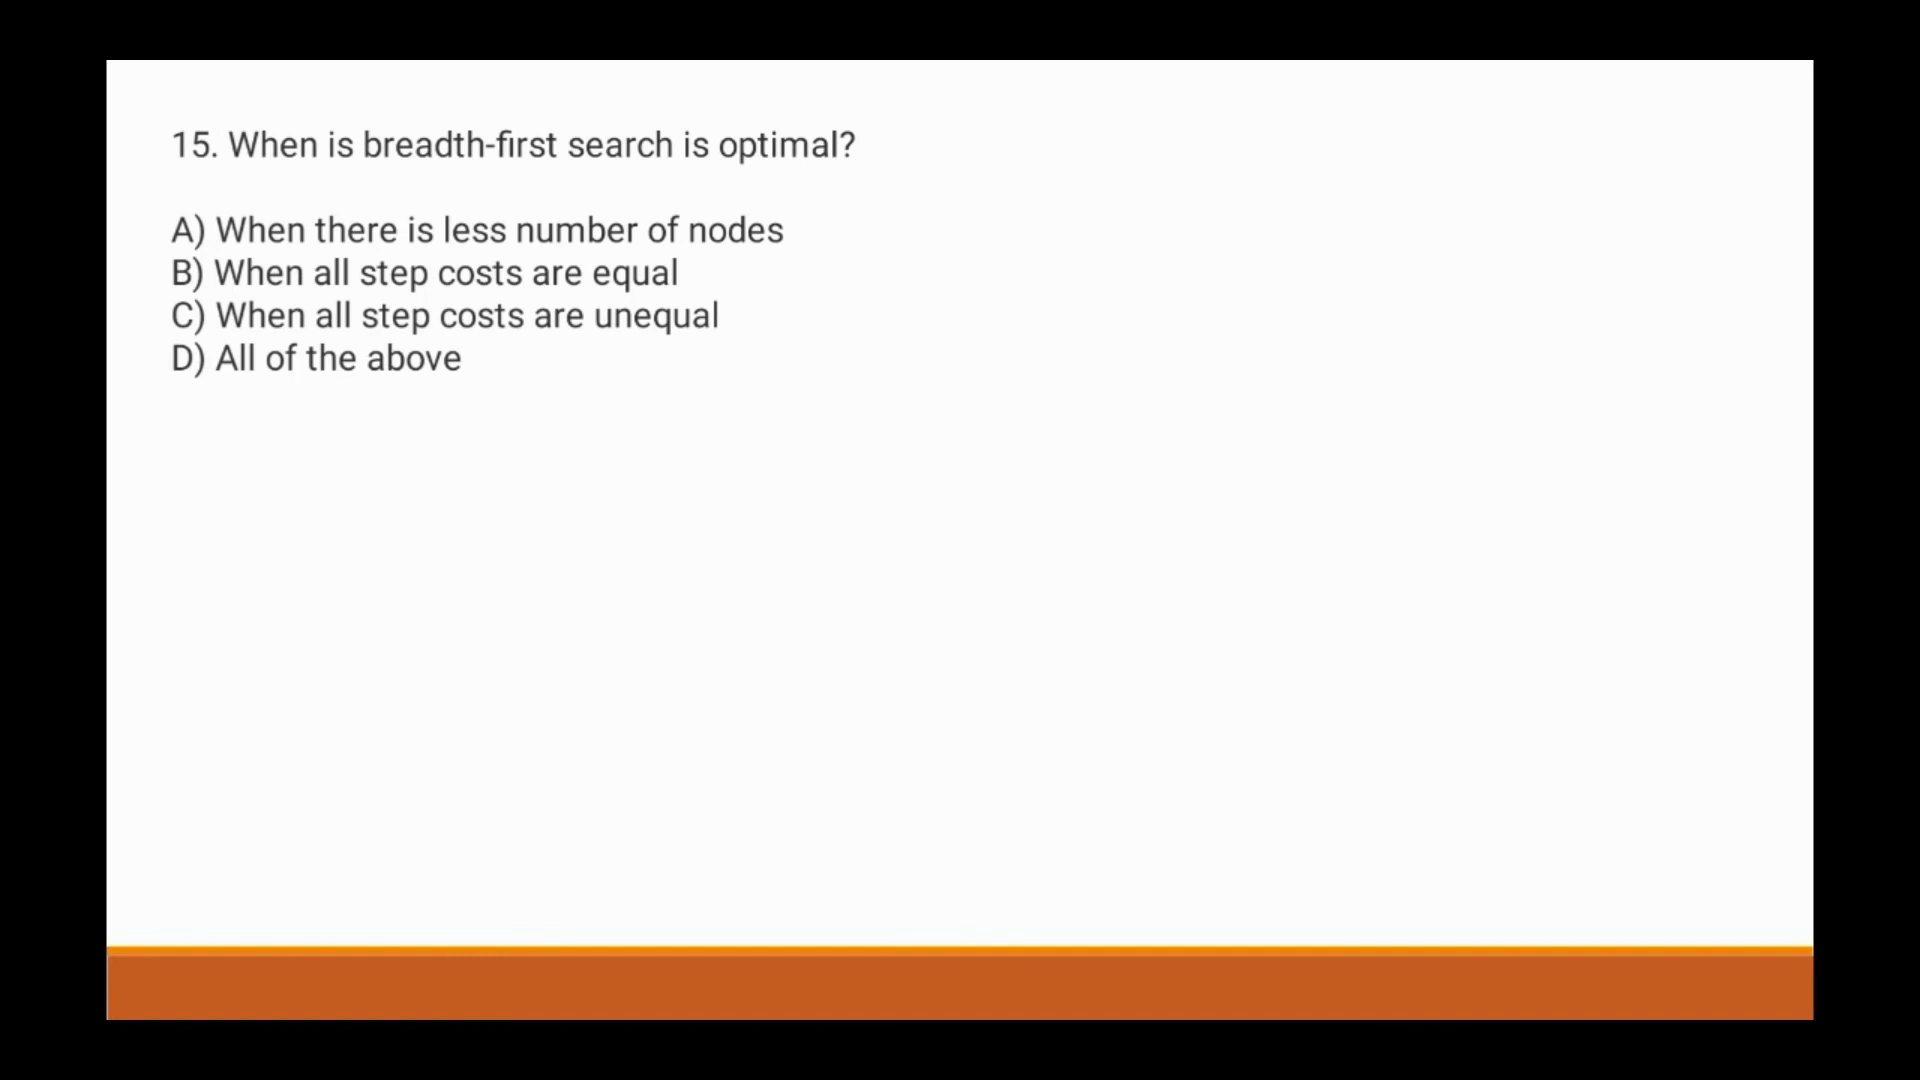 15. When is breadth-first search is optimal?
A) When there is less number of nodes
B) When all step costs are equal
C) When all step costs are unequal
D) All of the above